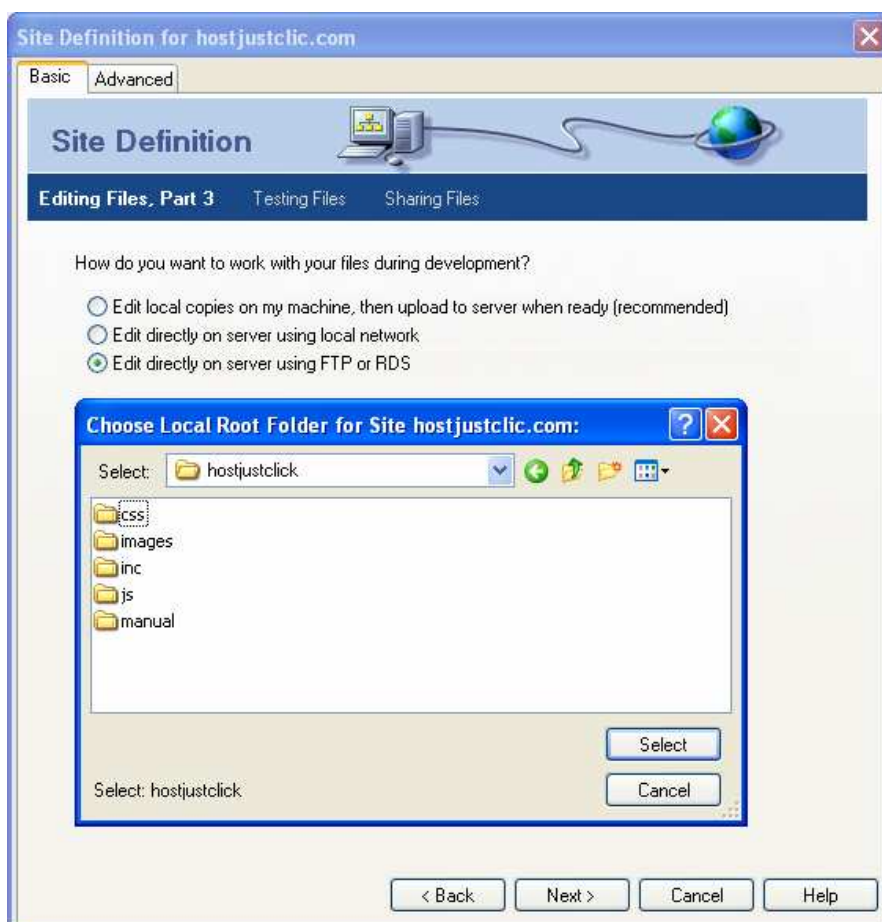 Site Definition for hostjustclic.com
Basic Advanced
Site Definition
Editing Files, Part 3 Testing Files Sharing Files
How do you want to work with your files during development?
Edit local copies on my machine, then upload to server when ready (recommended)
Edit directly on server using local network
Edit directly on server using FTP or RDS
Choose Local Root Folder for Site hostjustclic.com:
Select: hostjustclick
css
images
inc
js
manual
Select
Select: hostjustclick Cancel
< Back Next > Cancel Help